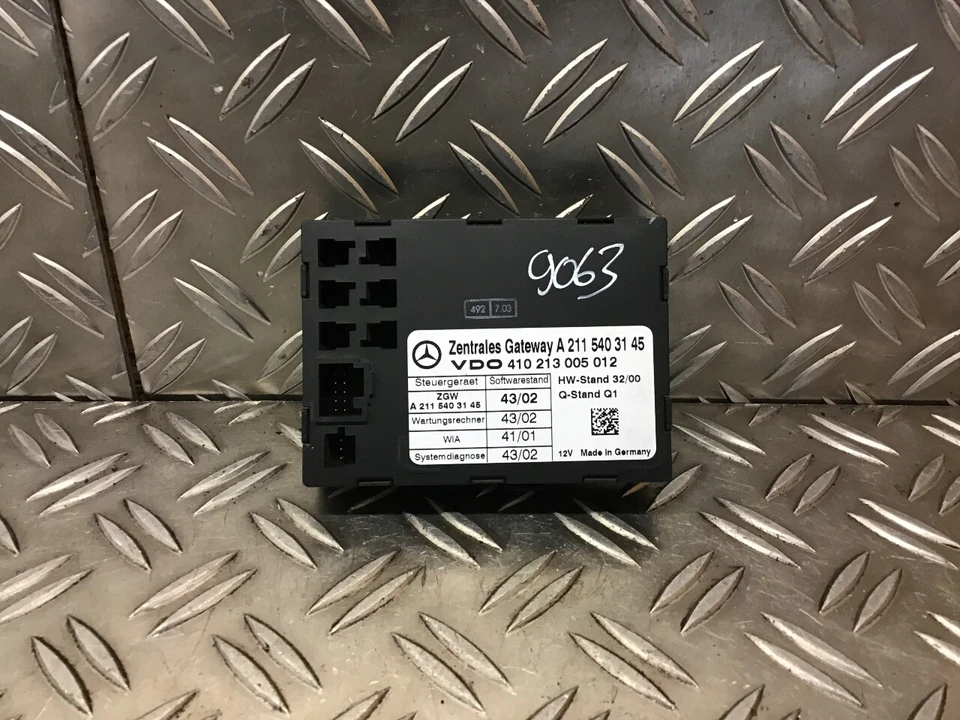 9063
492 7.03
Zentrales Gateway A 211 540 31 45
VDO 410 213 005 012
Steuergeraet Softwarestand HW-Stand 32/00
ZGW
A 211 540 31 45 43/02 Q-Stand Q1
Wartungsrechner 43/02
WIA 41/01
Systemdiagnose 43/02 12V Made in Germany